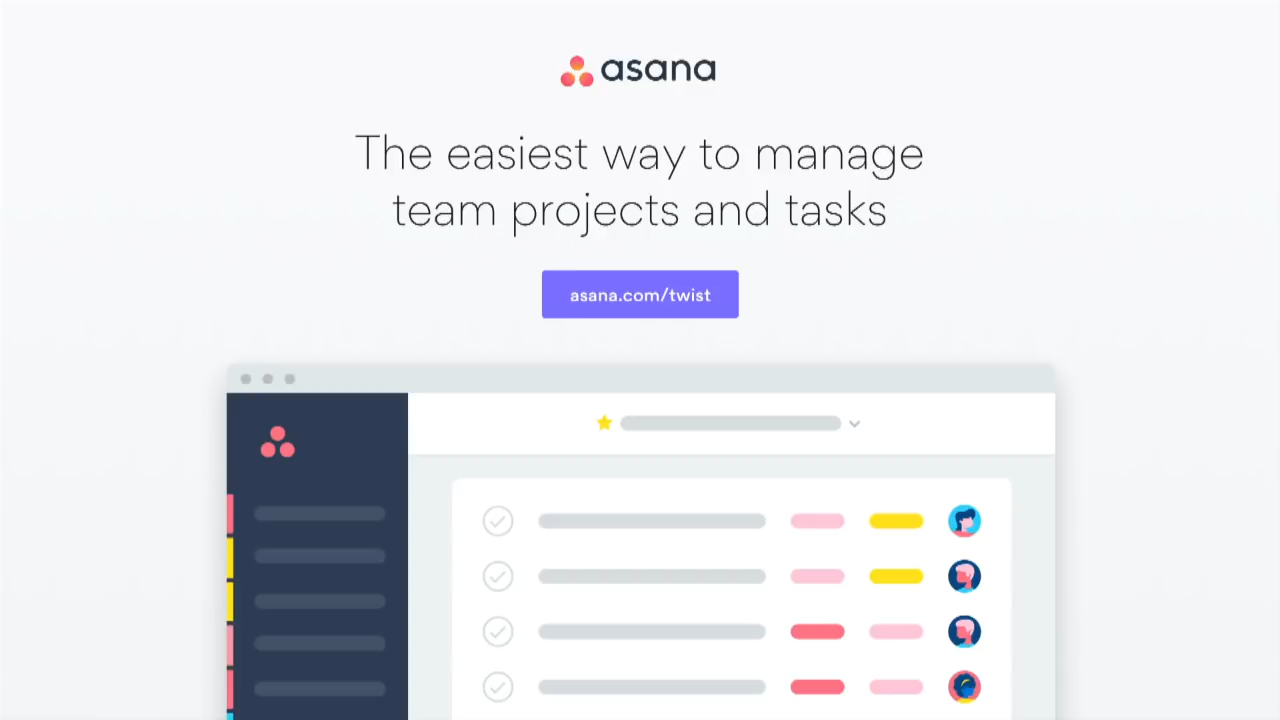 asana
The easiest way to manage
team projects and tasks
asana.com/twist